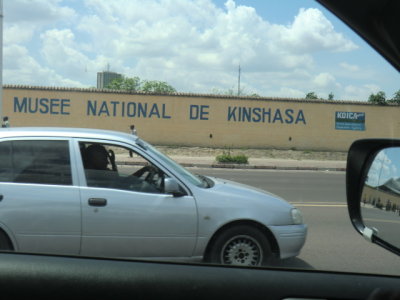 MUSEE NATIONAL DE KINSHASA
KOICA